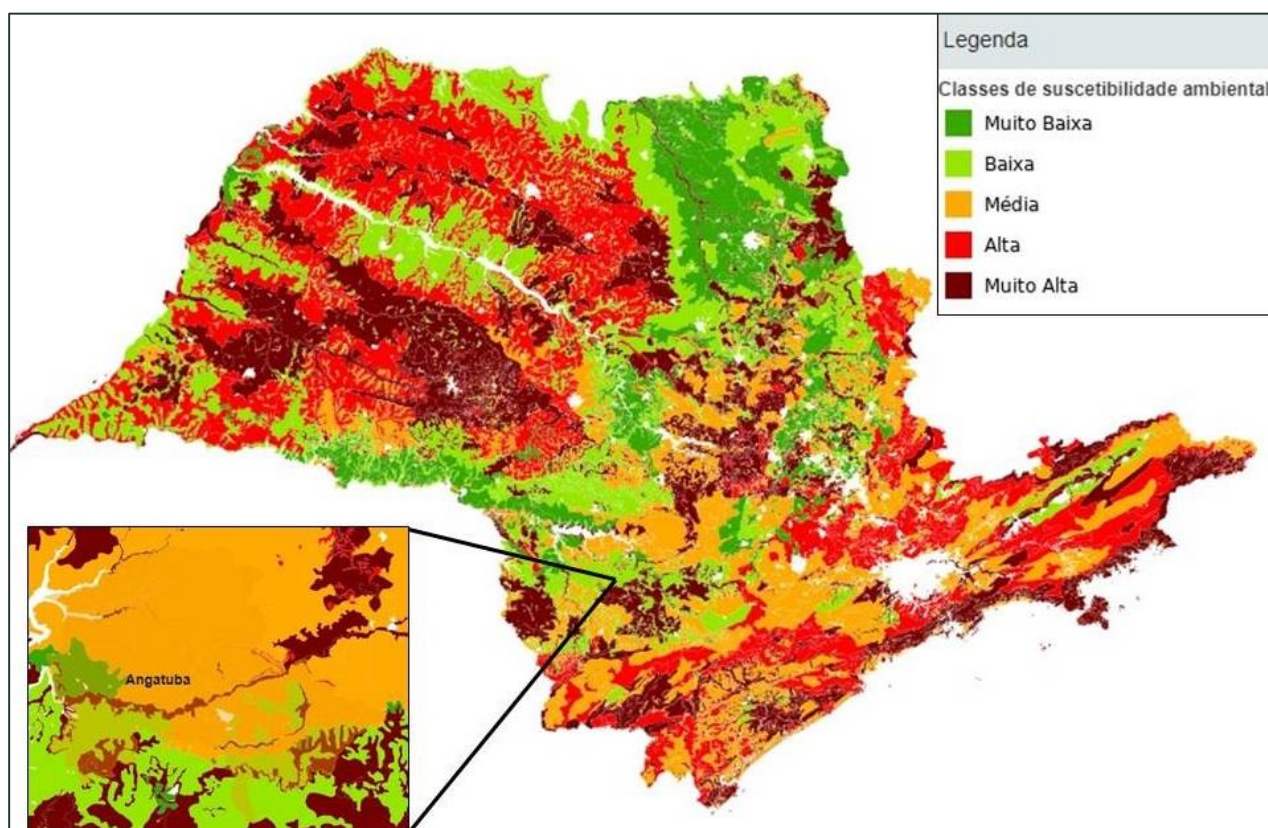 Legenda
Classes de suscetibilidade ambiental
Muito Baixa
Baixa
Média
Alta
Muito Alta
Angatuba